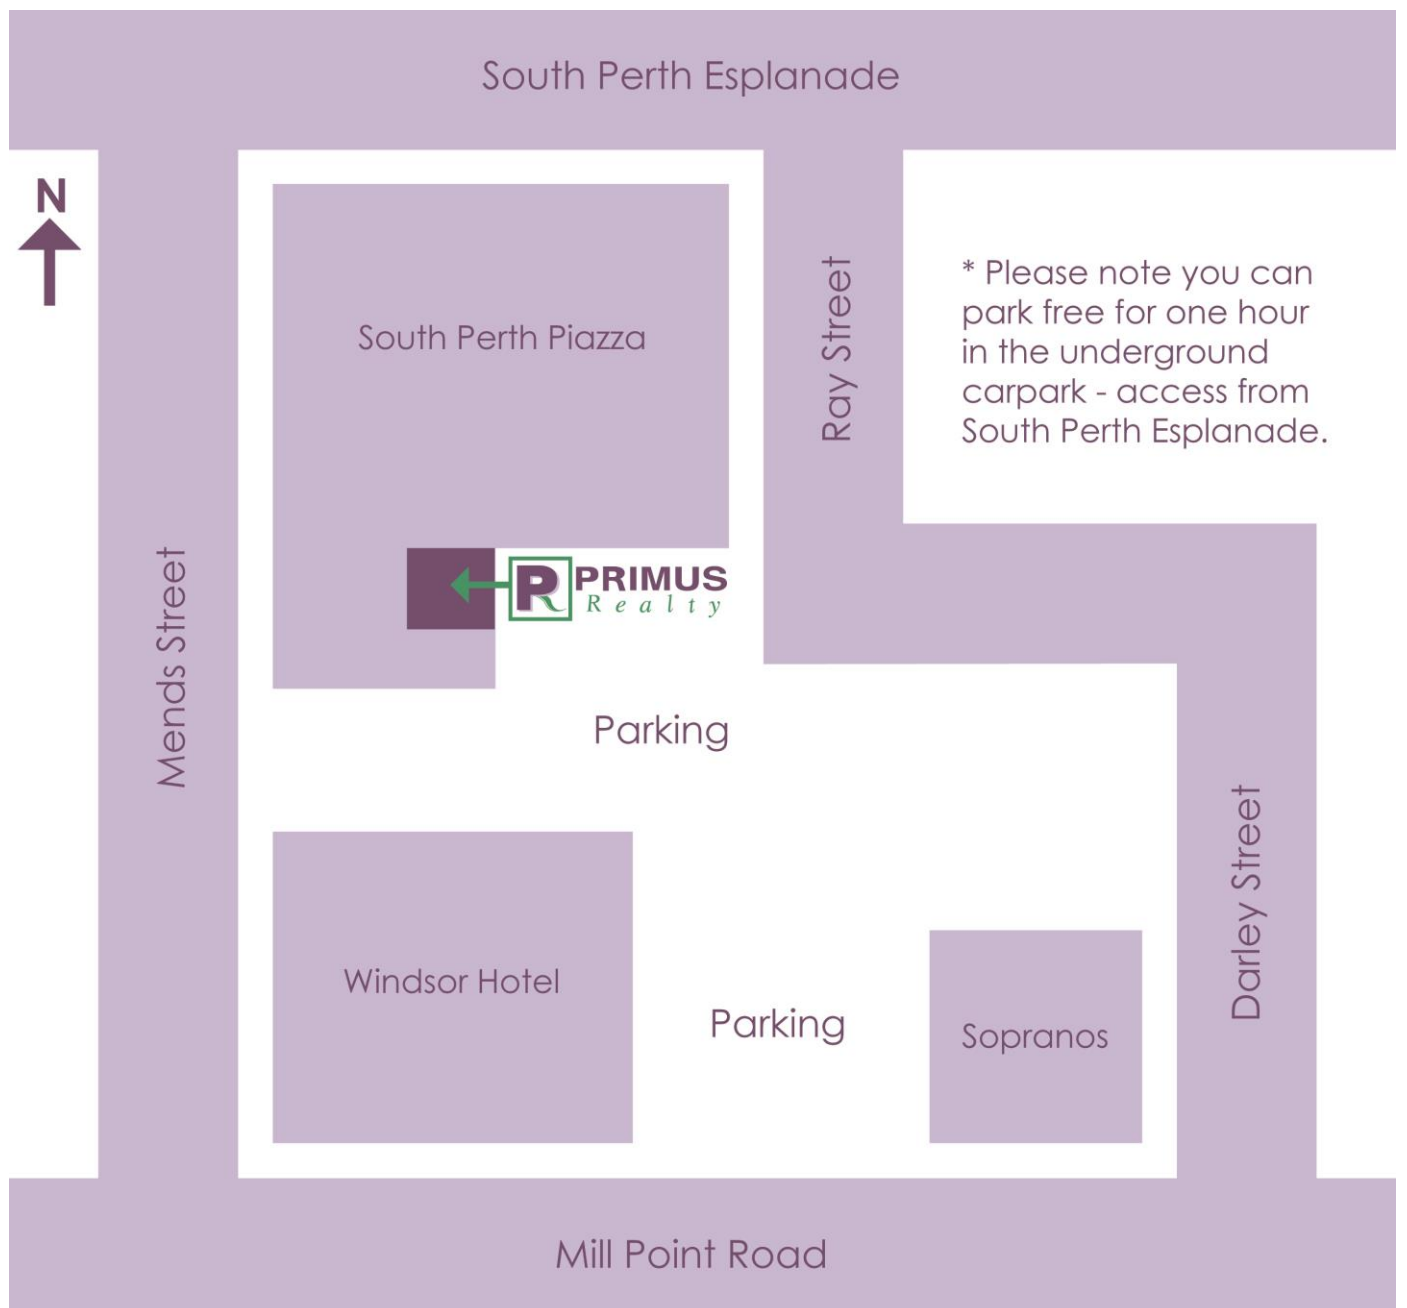 South Perth Esplanade
N
South Perth Piazza
Ray Street
* Please note you can
park free for one hour
in the underground
carpark - access from
South Perth Esplanade.
Mends Street
R PRIMUS
Realty
Parking
Windsor Hotel
Parking
Sopranos
Darley Street
Mill Point Road